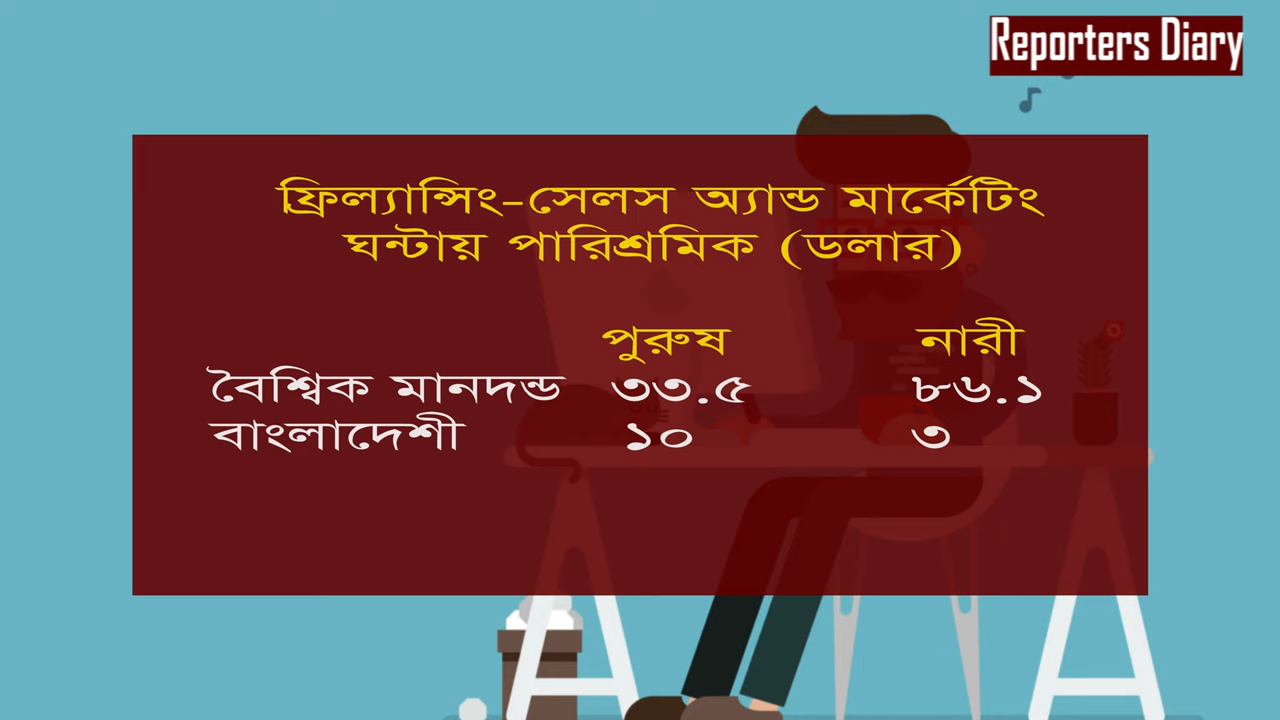 Reporters Diary
ফ্রিল্যান্সিং-সেলস অ্যান্ড মার্কেটিং
ঘন্টায় পারিশ্রমিক (ডলার)
পুরুষ নারী
বৈশ্বিক মানদন্ড ৩৩.৫ ৮৬.১
বাংলাদেশী ১০ ৩